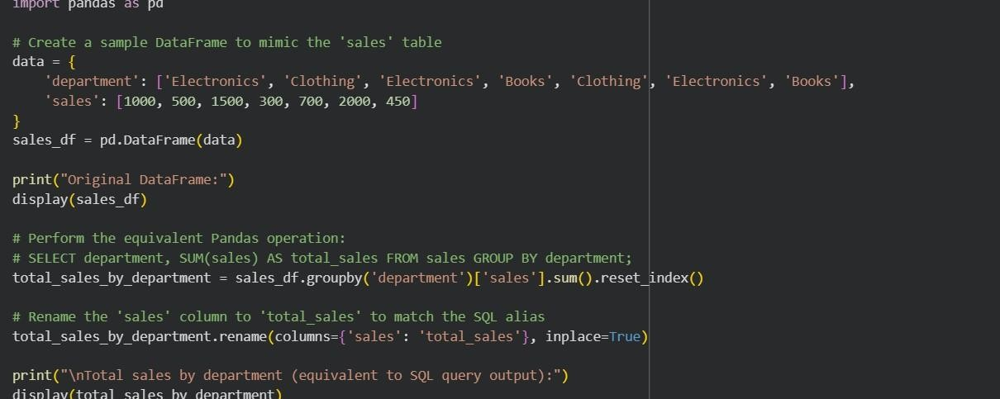 import pandas as pd
# Create a sample DataFrame to mimic the 'sales' table
data = {
    'department': ['Electronics', 'Clothing', 'Electronics', 'Books', 'Clothing', 'Electronics', 'Books'],
    'sales': [1000, 500, 1500, 300, 700, 2000, 450]
}
sales_df = pd.DataFrame(data)
print("Original DataFrame:")
display(sales_df)
# Perform the equivalent Pandas operation:
# SELECT department, SUM(sales) AS total_sales FROM sales GROUP BY department;
total_sales_by_department = sales_df.groupby('department')['sales'].sum().reset_index()
# Rename the 'sales' column to 'total_sales' to match the SQL alias
total_sales_by_department.rename(columns={'sales': 'total_sales'}, inplace=True)
print("\nTotal sales by department (equivalent to SQL query output):")
display(total_sales_by_department)